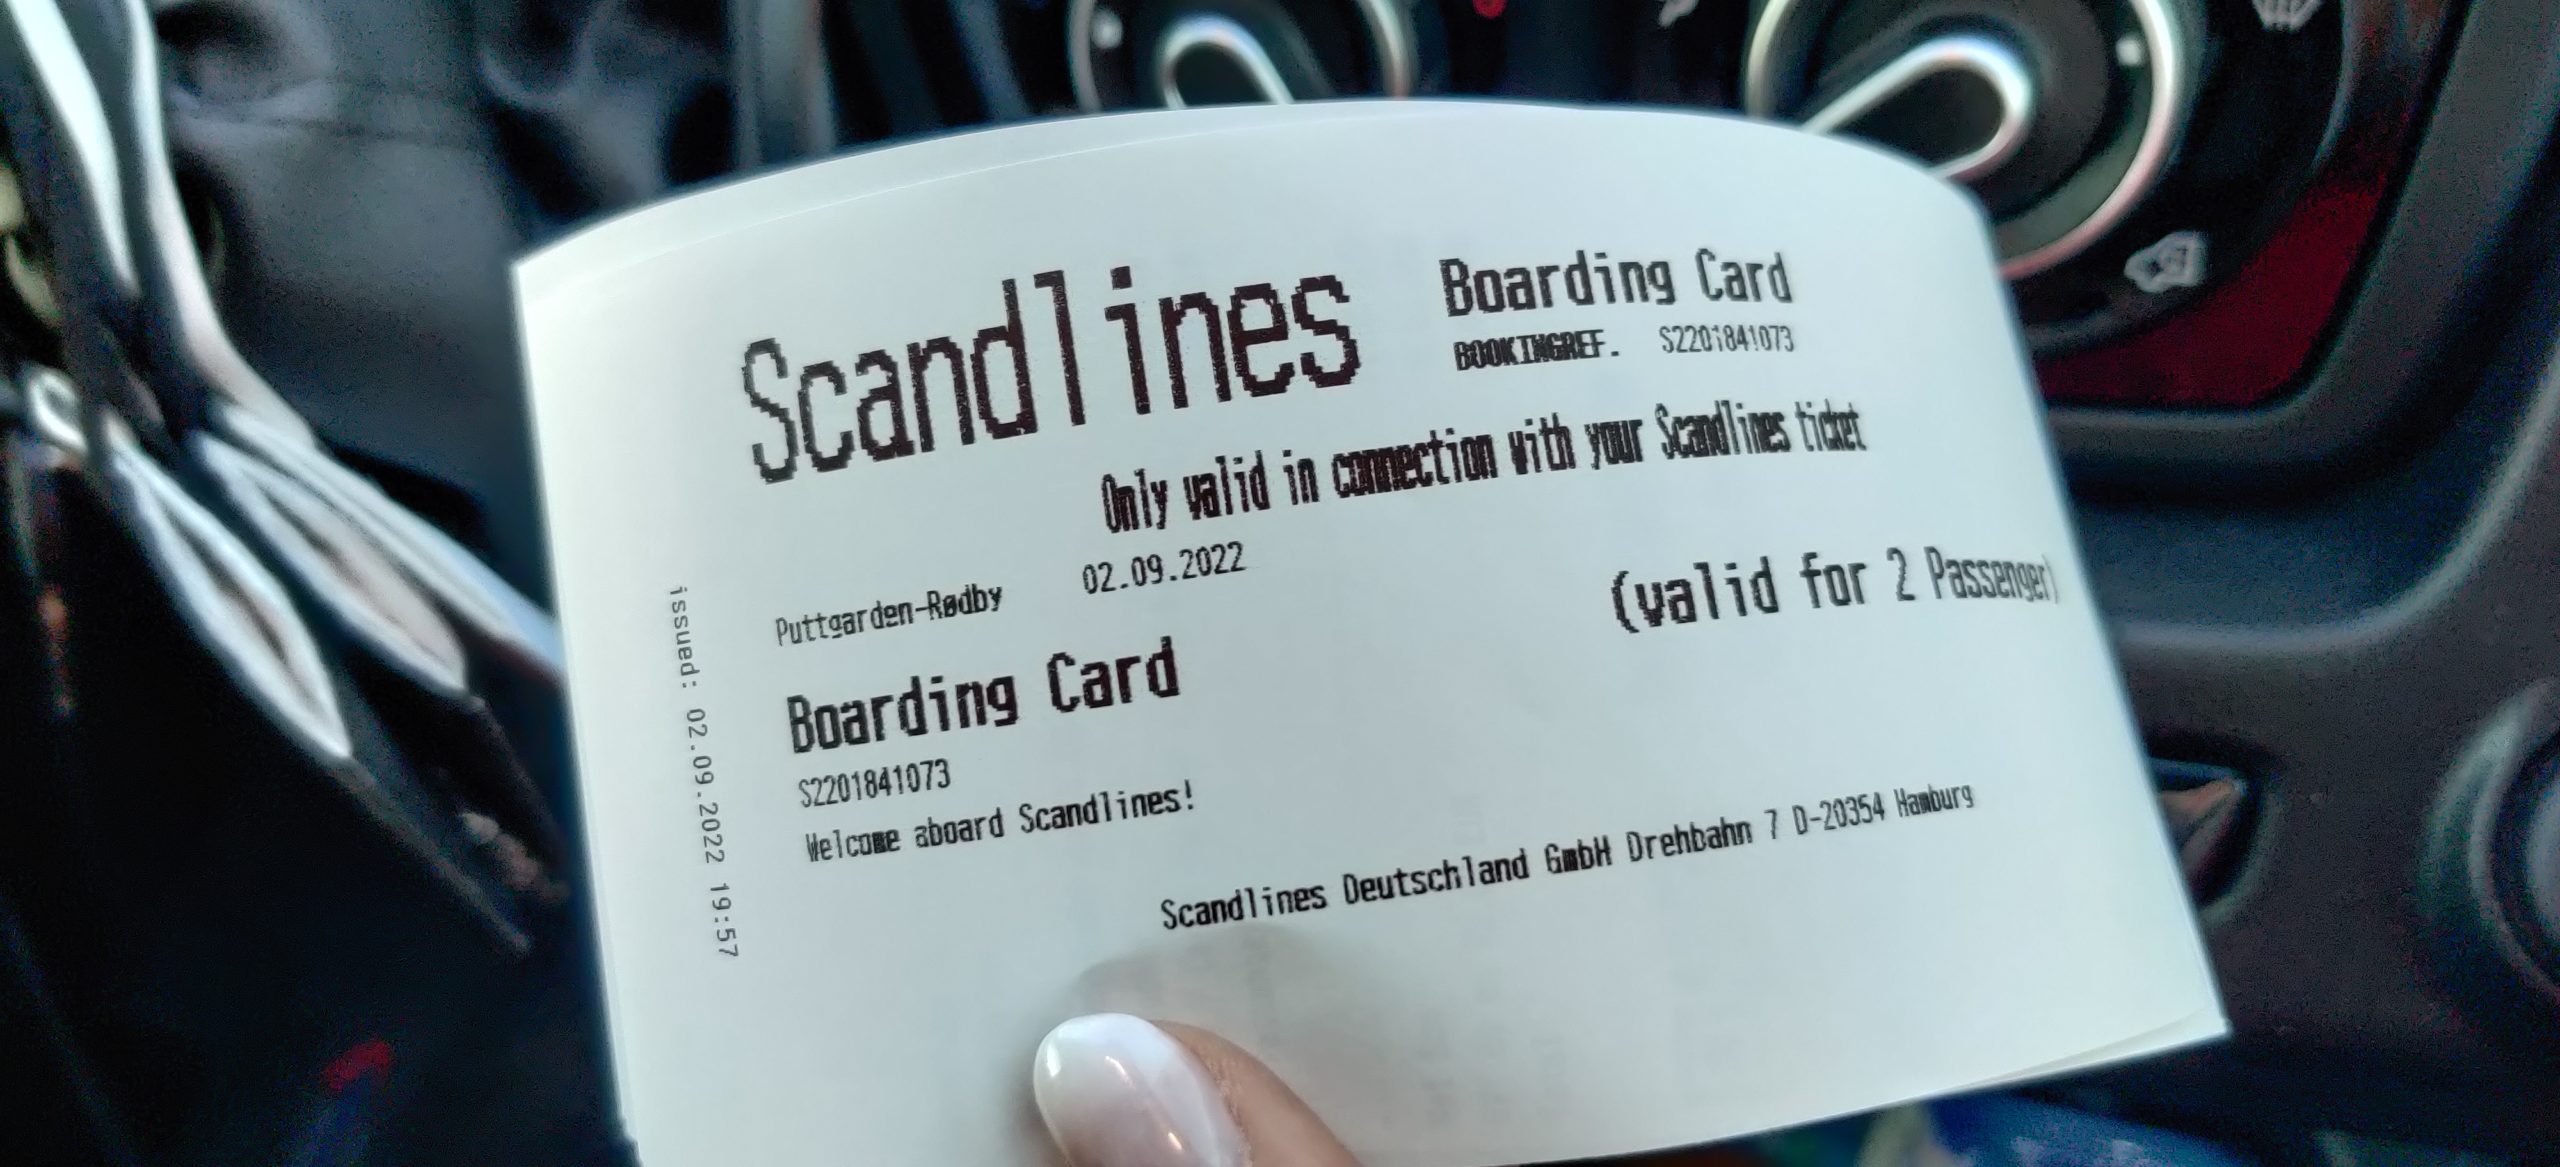 Scandlines
Boarding Card
BOOKINGREF. S2201841073
Only valid in connection with your Scandlines ticket
Puttgarden-Rødby 02.09.2022
(valid for 2 Passenger)
Boarding Card
S2201841073
Welcome aboard Scandlines!
Scandlines Deutschland GmbH Drehbahn 7 D-20354 Hamburg
issued: 02.09.2022 19:57